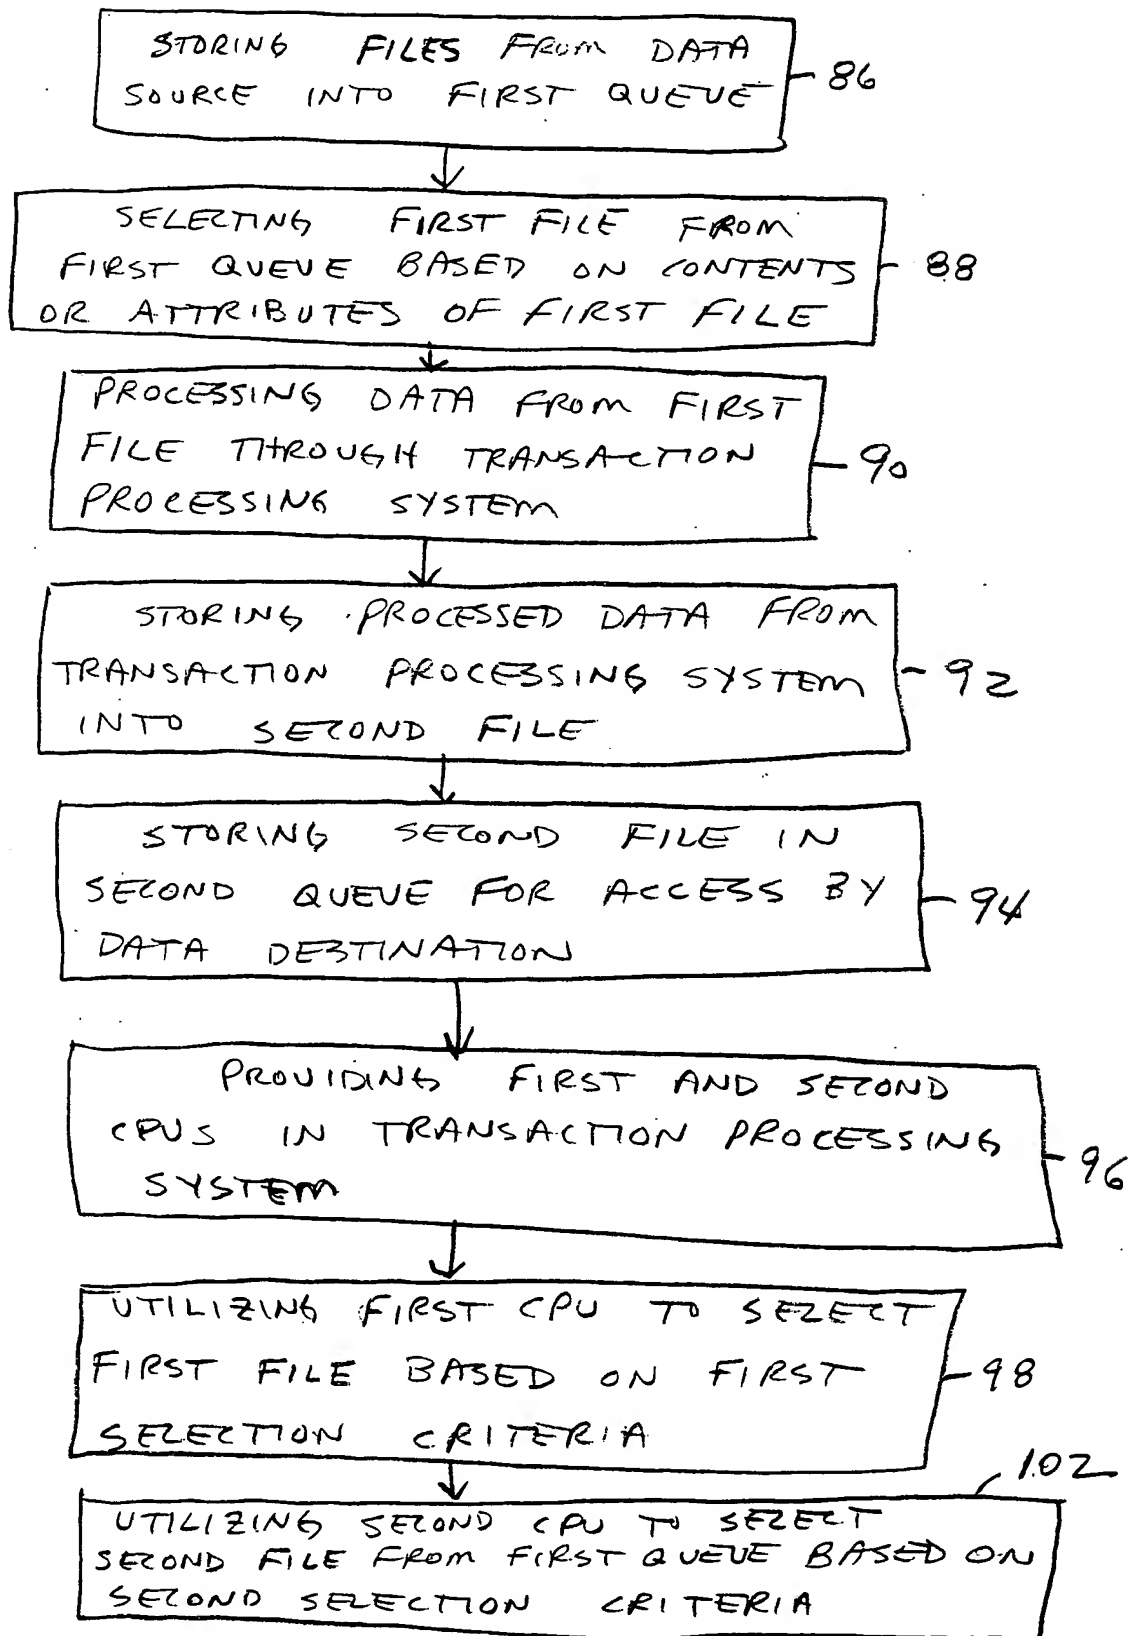 STORING FILES FROM DATA
SOURCE INTO FIRST QUEUE
86
SELECTING FIRST FILE FROM
FIRST QUEUE BASED ON CONTENTS
OR ATTRIBUTES OF FIRST FILE
88
PROCESSING DATA FROM FIRST
FILE THROUGH TRANSACTION
PROCESSING SYSTEM
90
STORING PROCESSED DATA FROM
TRANSACTION PROCESSING SYSTEM
INTO SECOND FILE
92
STORING SECOND FILE IN
SECOND QUEUE FOR ACCESS BY
DATA DESTINATION
94
PROVIDING FIRST AND SECOND
CPUS IN TRANSACTION PROCESSING
SYSTEM
96
UTILIZING FIRST CPU TO SELECT
FIRST FILE BASED ON FIRST
SELECTION CRITERIA
98
102
UTILIZING SECOND CPU TO SELECT
SECOND FILE FROM FIRST QUEUE BASED ON
SECOND SELECTION CRITERIA